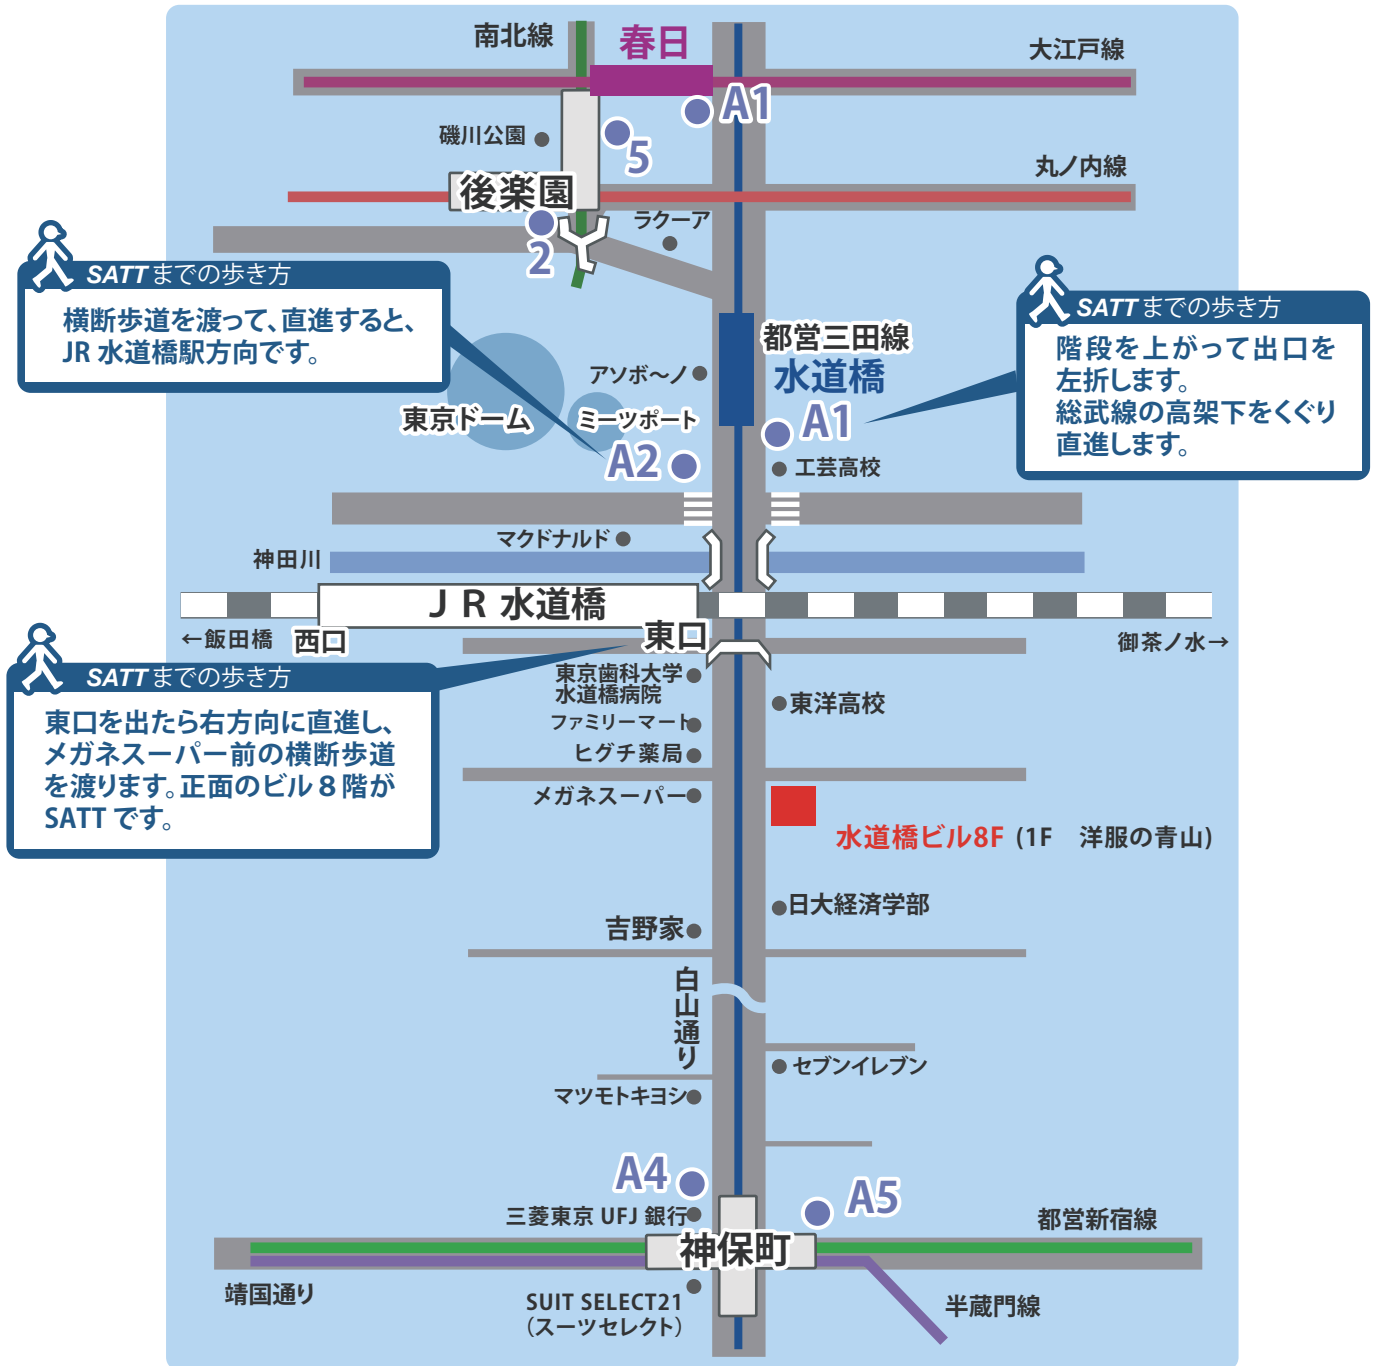 南北線
春日
大江戸線
A1
磯川公園
5
丸ノ内線
後楽園
ラクーア
2
SATTまでの歩き方
横断歩道を渡って、直進すると、
JR 水道橋駅方向です。
SATTまでの歩き方
階段を上がって出口を
左折します。
総武線の高架下をくぐり
直進します。
都営三田線
水道橋
アソボ～ノ
東京ドーム
ミーツポート
A1
A2
工芸高校
マクドナルド
神田川
ＪＲ 水道橋
←飯田橋
西口
東口
御茶ノ水→
SATTまでの歩き方
東口を出たら右方向に直進し、
メガネスーパー前の横断歩道
を渡ります。正面のビル８階が
SATT です。
東京歯科大学
水道橋病院
東洋高校
ファミリーマート
ヒグチ薬局
メガネスーパー
水道橋ビル8F (1F　洋服の青山)
日大経済学部
吉野家
白山通り
セブンイレブン
マツモトキヨシ
A4
A5
三菱東京 UFJ 銀行
都営新宿線
神保町
靖国通り
SUIT SELECT21
（スーツセレクト）
半蔵門線